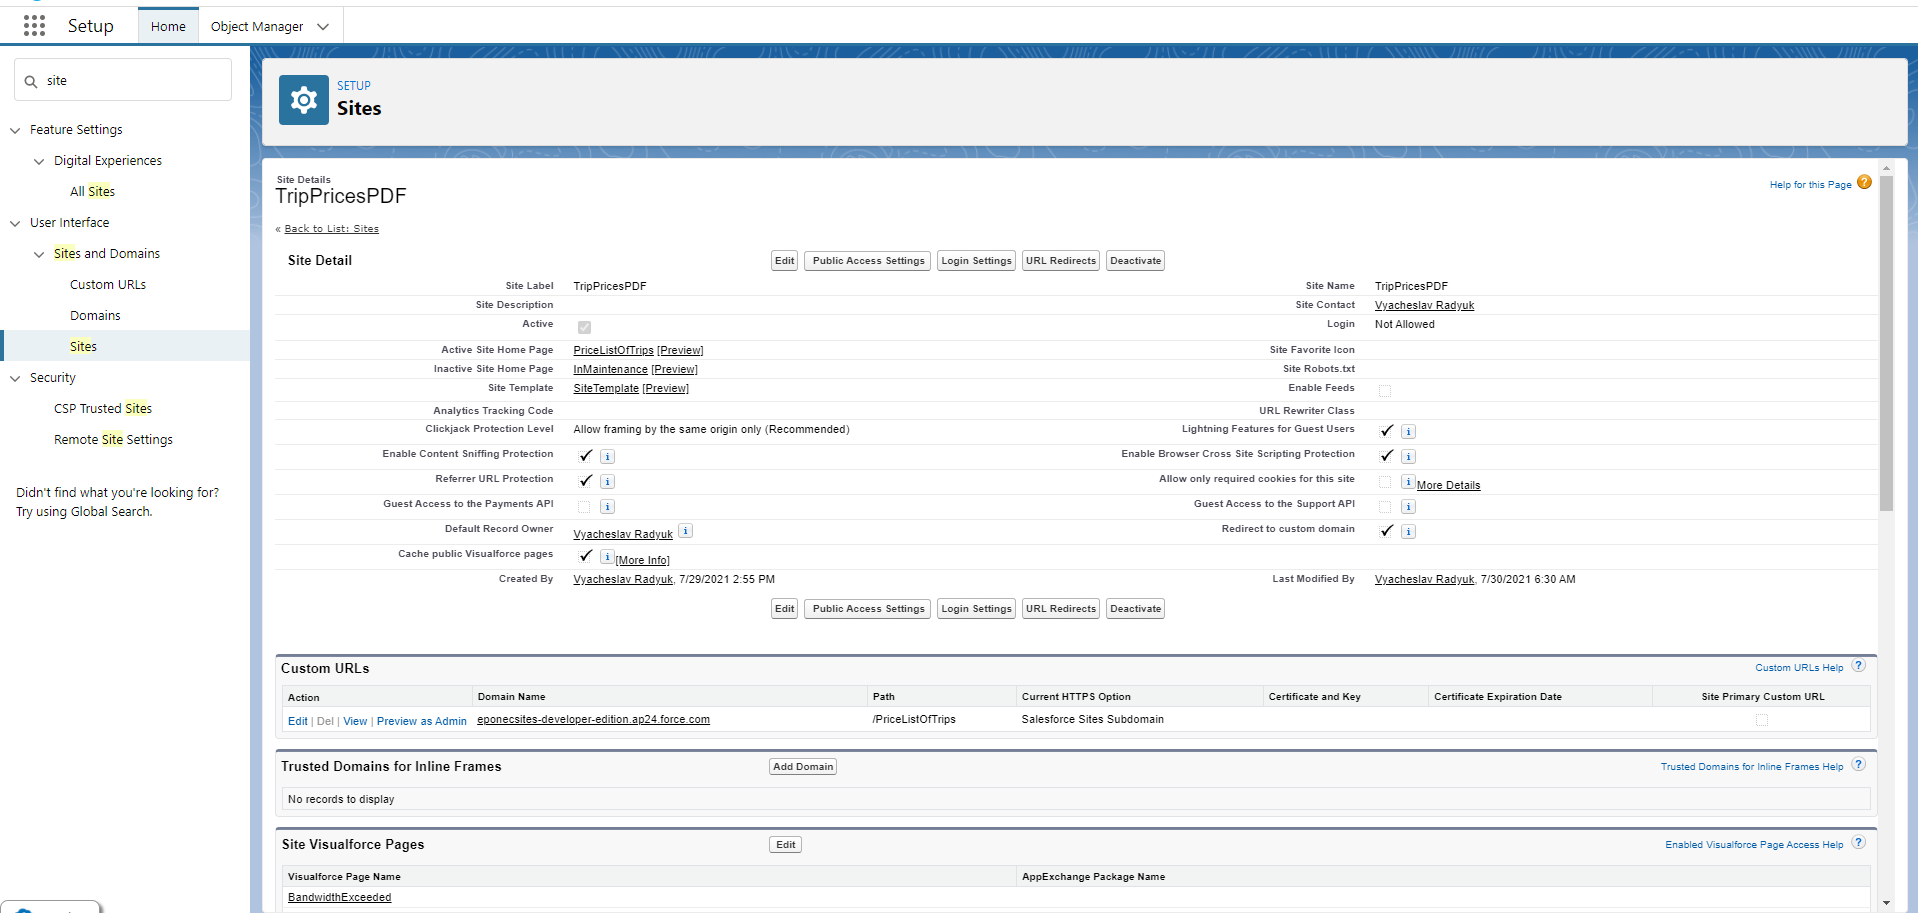 Setup
Home
Object Manager
site
Feature Settings
Digital Experiences
All Sites
User Interface
Sites and Domains
Custom URLs
Domains
Sites
Security
CSP Trusted Sites
Remote Site Settings
Didn't find what you're looking for?
Try using Global Search.
SETUP
Sites
Site Details
TripPricesPDF
Help for this Page
« Back to List: Sites
Site Detail
Edit Public Access Settings Login Settings URL Redirects Deactivate
Site Label TripPricesPDF Site Name TripPricesPDF
Site Description Site Contact Vyacheslav Radyuk
Active Login Not Allowed
Active Site Home Page PriceListOfTrips [Preview] Site Favorite Icon
Inactive Site Home Page InMaintenance [Preview] Site Robots.txt
Site Template SiteTemplate [Preview] Enable Feeds
Analytics Tracking Code URL Rewriter Class
Clickjack Protection Level Allow framing by the same origin only (Recommended) Lightning Features for Guest Users
Enable Content Sniffing Protection Enable Browser Cross Site Scripting Protection
Referrer URL Protection Allow only required cookies for this site More Details
Guest Access to the Payments API Guest Access to the Support API
Default Record Owner Vyacheslav Radyuk Redirect to custom domain
Cache public Visualforce pages [More Info]
Created By Vyacheslav Radyuk, 7/29/2021 2:55 PM Last Modified By Vyacheslav Radyuk, 7/30/2021 6:30 AM
Edit Public Access Settings Login Settings URL Redirects Deactivate
Custom URLs Custom URLs Help ?
Action Domain Name Path Current HTTPS Option Certificate and Key Certificate Expiration Date Site Primary Custom URL
Edit | Del | View | Preview as Admin eponecsites-developer-edition.ap24.force.com /PriceListOfTrips Salesforce Sites Subdomain
Trusted Domains for Inline Frames Add Domain Trusted Domains for Inline Frames Help ?
No records to display
Site Visualforce Pages Edit Enabled Visualforce Page Access Help ?
Visualforce Page Name AppExchange Package Name
BandwidthExceeded